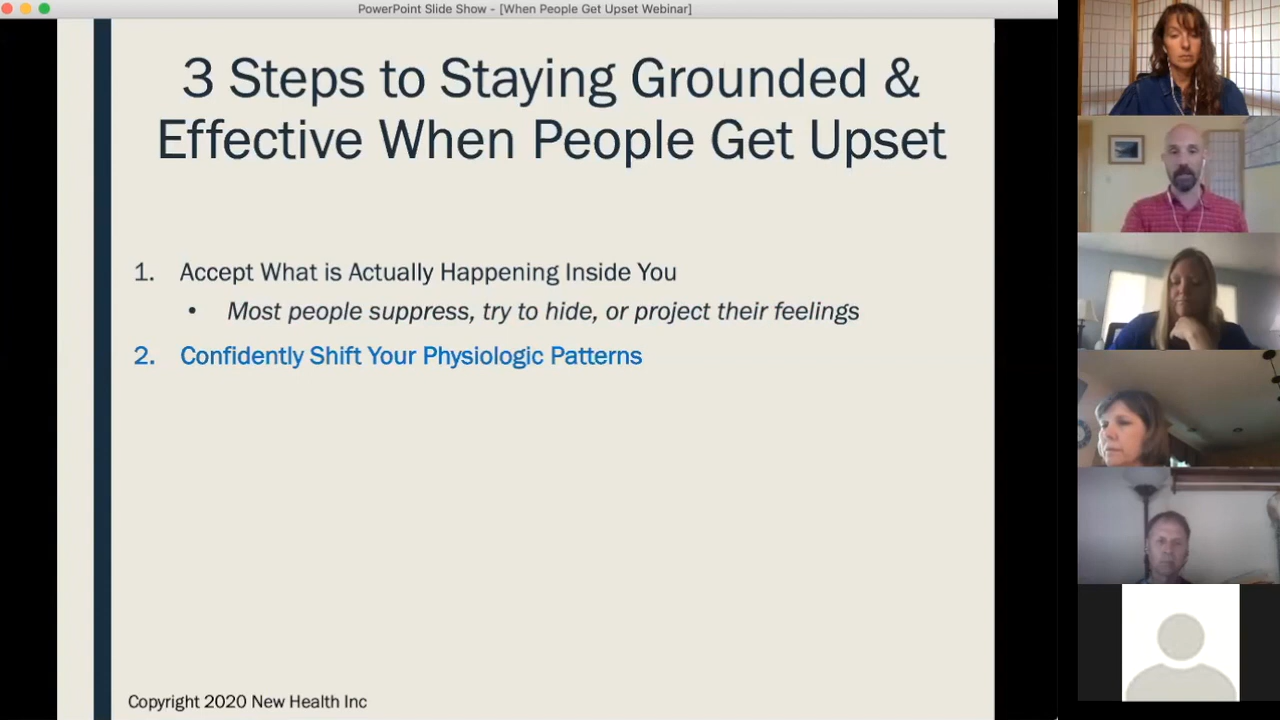 PowerPoint Slide Show - [When People Get Upset Webinar]
3 Steps to Staying Grounded &
Effective When People Get Upset
1. Accept What is Actually Happening Inside You
• Most people suppress, try to hide, or project their feelings
2. Confidently Shift Your Physiologic Patterns
Copyright 2020 New Health Inc